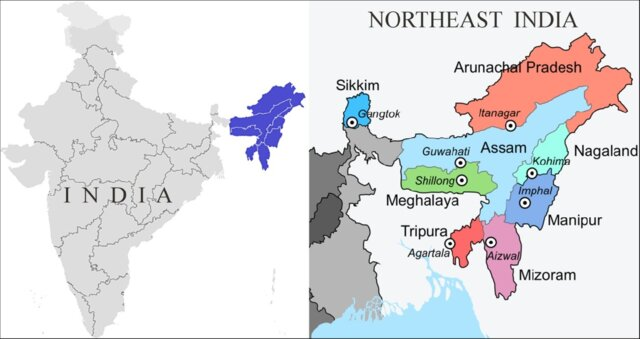 INDIA
NORTHEAST INDIA
Arunachal Pradesh
Sikkim
Gangtok
Itanagar
Guwahati
Assam
Nagaland
Kohima
Shillong
Imphal
Meghalaya
Manipur
Tripura
Agartala
Aizwal
Mizoram